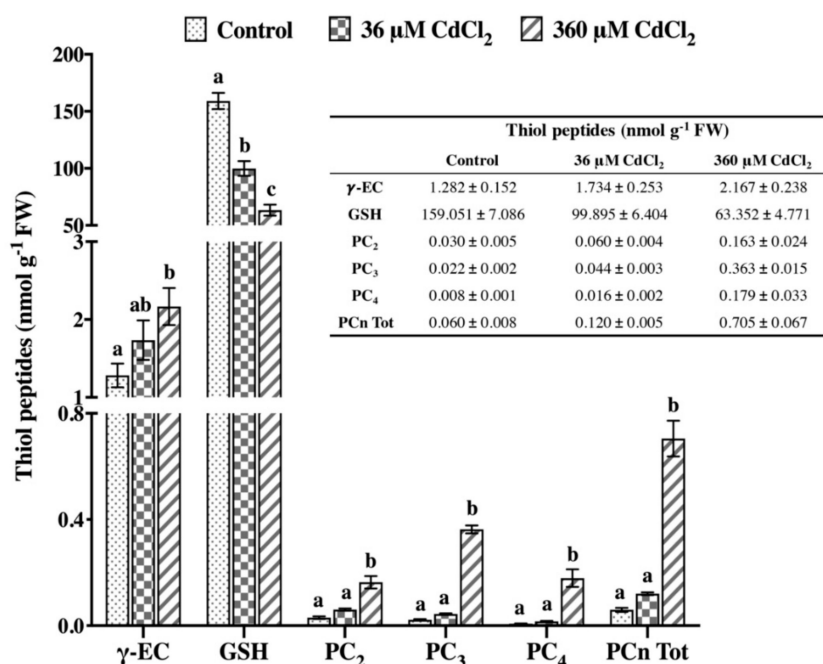 Control 36 µM CdCl₂ 360 µM CdCl₂
Thiol peptides (nmol g⁻¹ FW)
200
150
100
50
3
2
1
0.8
0.4
0.0
a
ab
b
a
b
c
a
a
b
a
a
b
a
a
b
a
a
b
γ-EC GSH PC₂ PC₃ PC₄ PCn Tot
Thiol peptides (nmol g⁻¹ FW)
Control 36 µM CdCl₂ 360 µM CdCl₂
γ-EC 1.282 ± 0.152 1.734 ± 0.253 2.167 ± 0.238
GSH 159.051 ± 7.086 99.895 ± 6.404 63.352 ± 4.771
PC₂ 0.030 ± 0.005 0.060 ± 0.004 0.163 ± 0.024
PC₃ 0.022 ± 0.002 0.044 ± 0.003 0.363 ± 0.015
PC₄ 0.008 ± 0.001 0.016 ± 0.002 0.179 ± 0.033
PCn Tot 0.060 ± 0.008 0.120 ± 0.005 0.705 ± 0.067